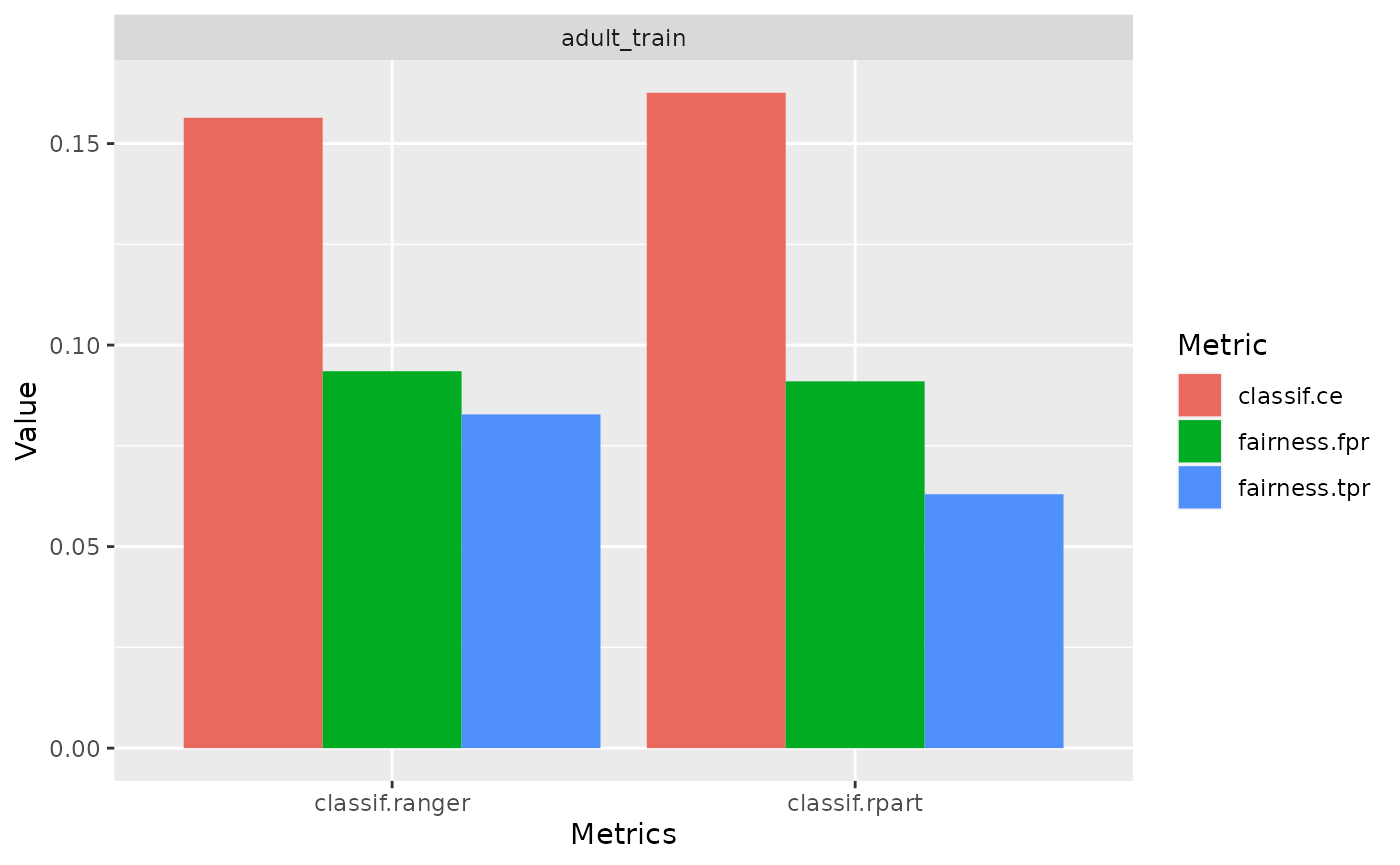 adult_train
0.15
0.10
0.05
0.00
Value
classif.ranger
classif.rpart
Metrics
Metric
classif.ce
fairness.fpr
fairness.tpr